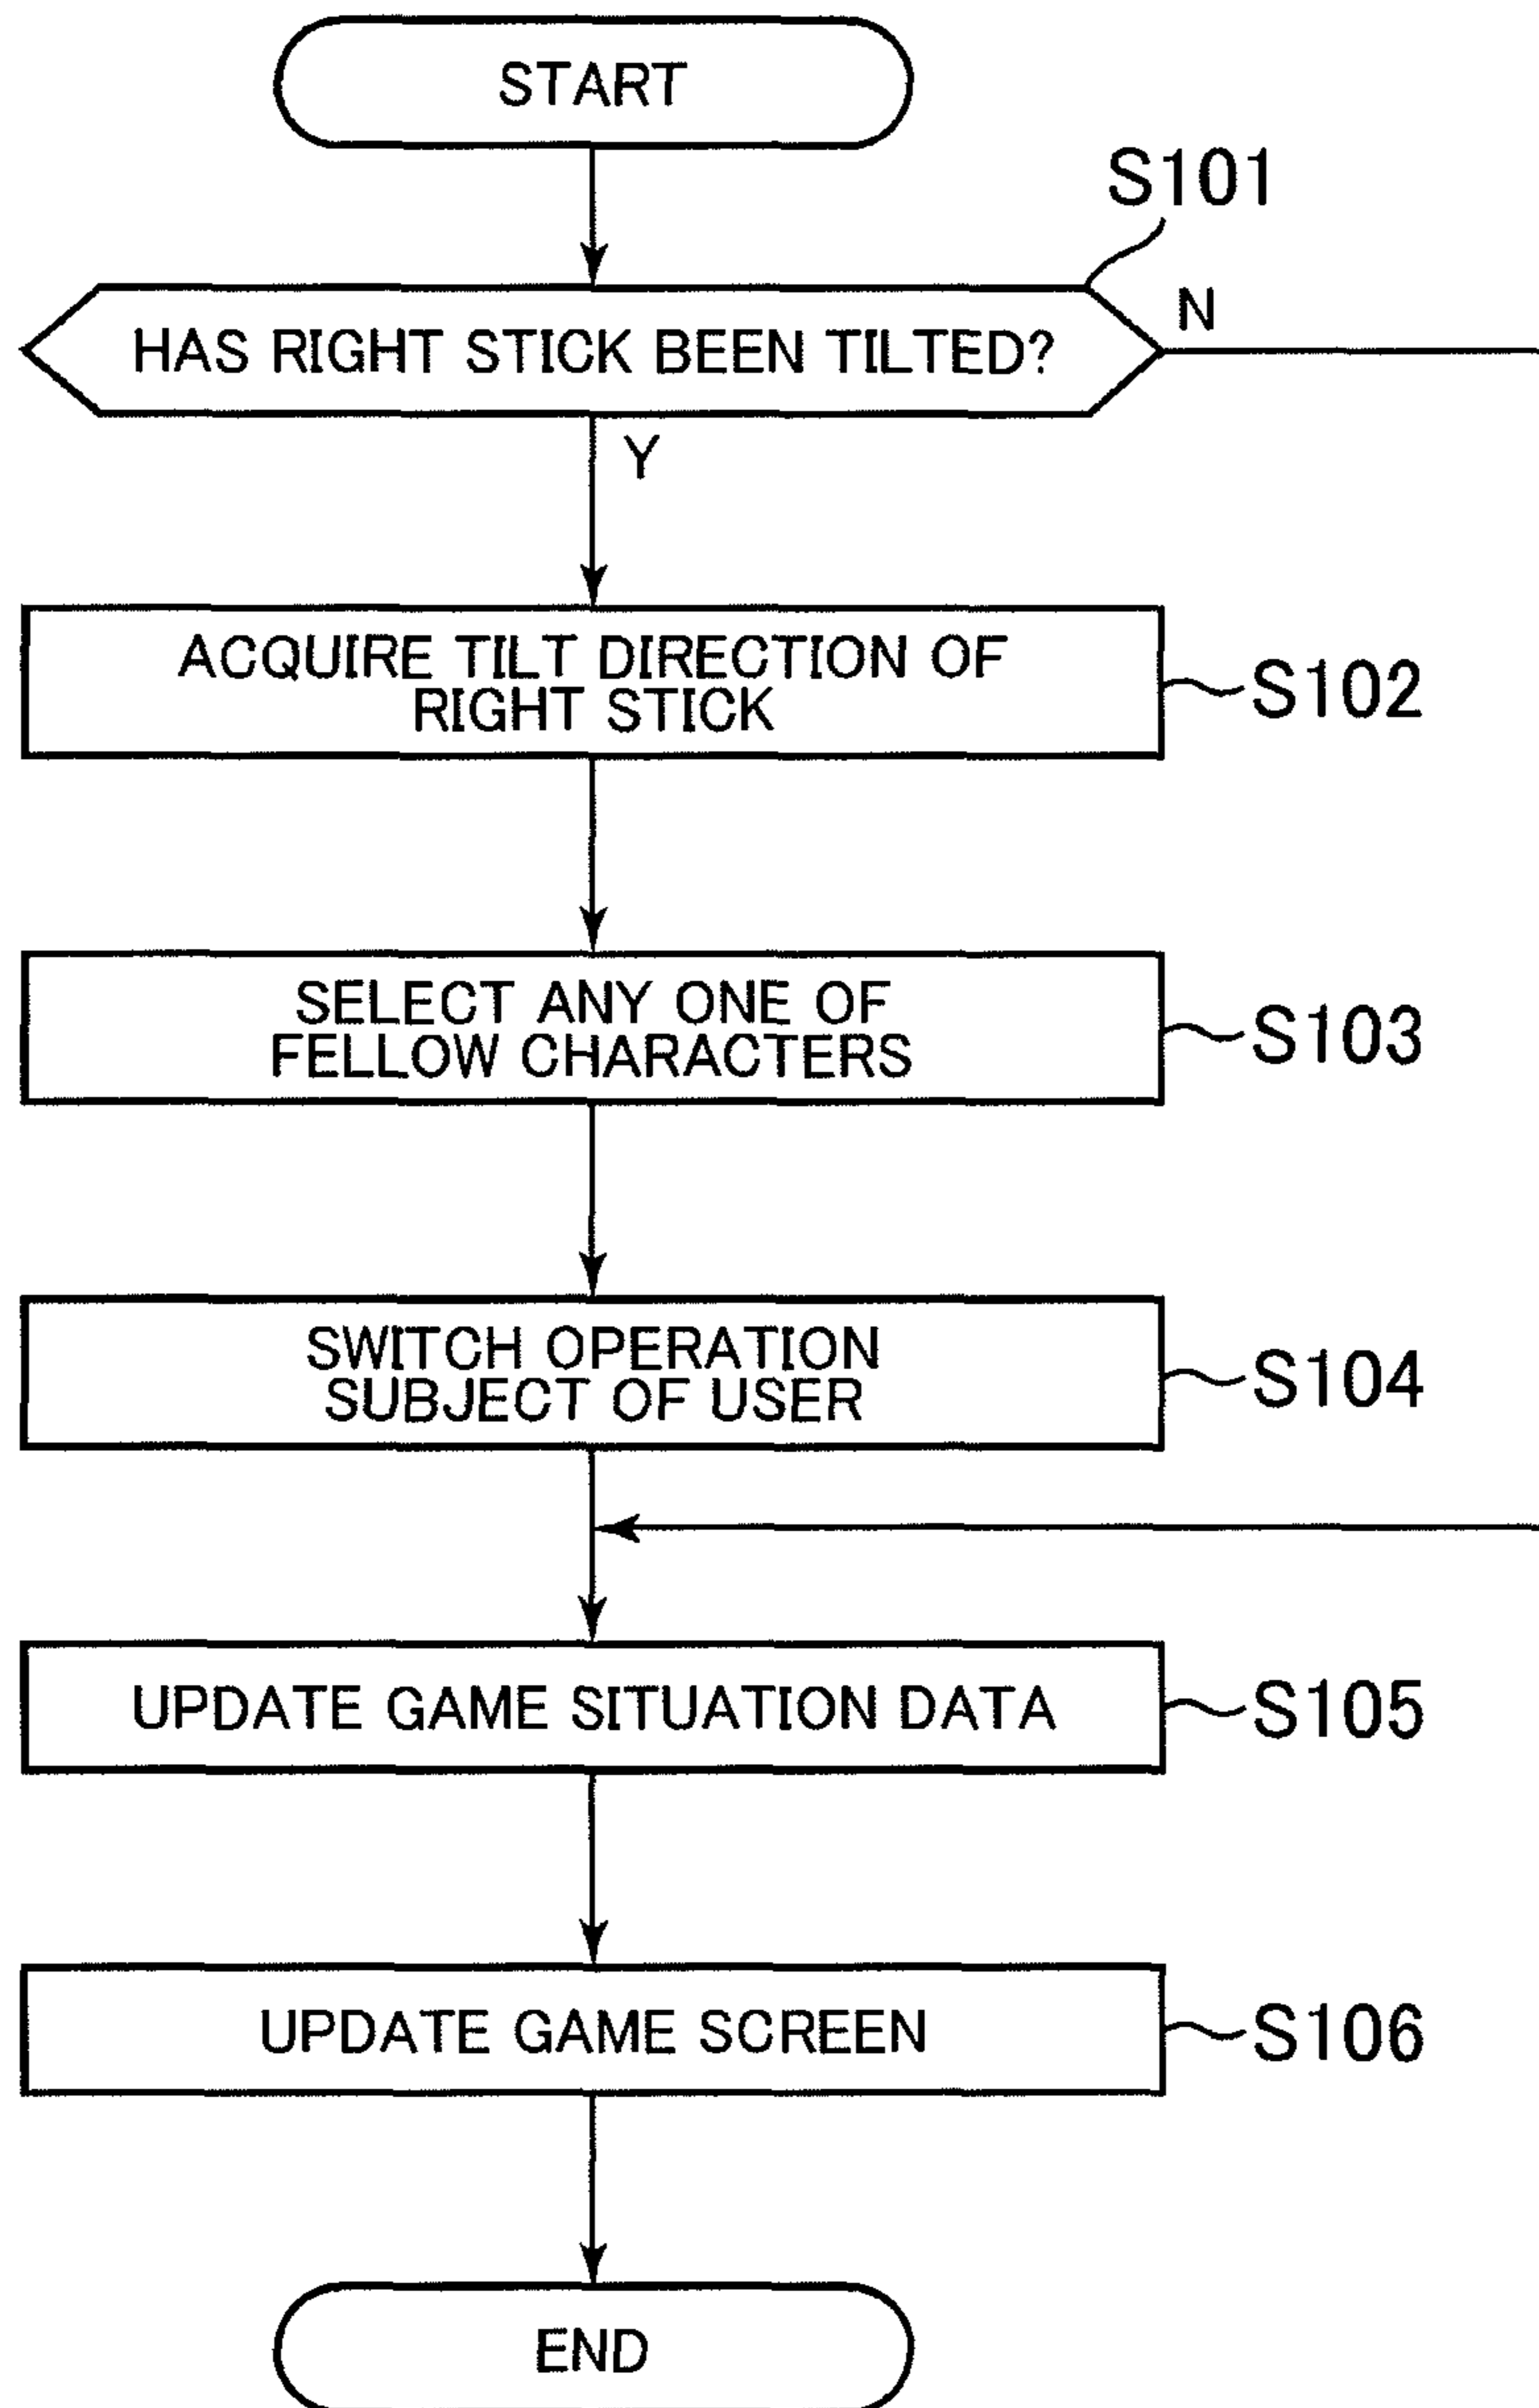 START
S101
HAS RIGHT STICK BEEN TILTED?
N
Y
ACQUIRE TILT DIRECTION OF
RIGHT STICK
S102
SELECT ANY ONE OF
FELLOW CHARACTERS
S103
SWITCH OPERATION
SUBJECT OF USER
S104
UPDATE GAME SITUATION DATA
S105
UPDATE GAME SCREEN
S106
END